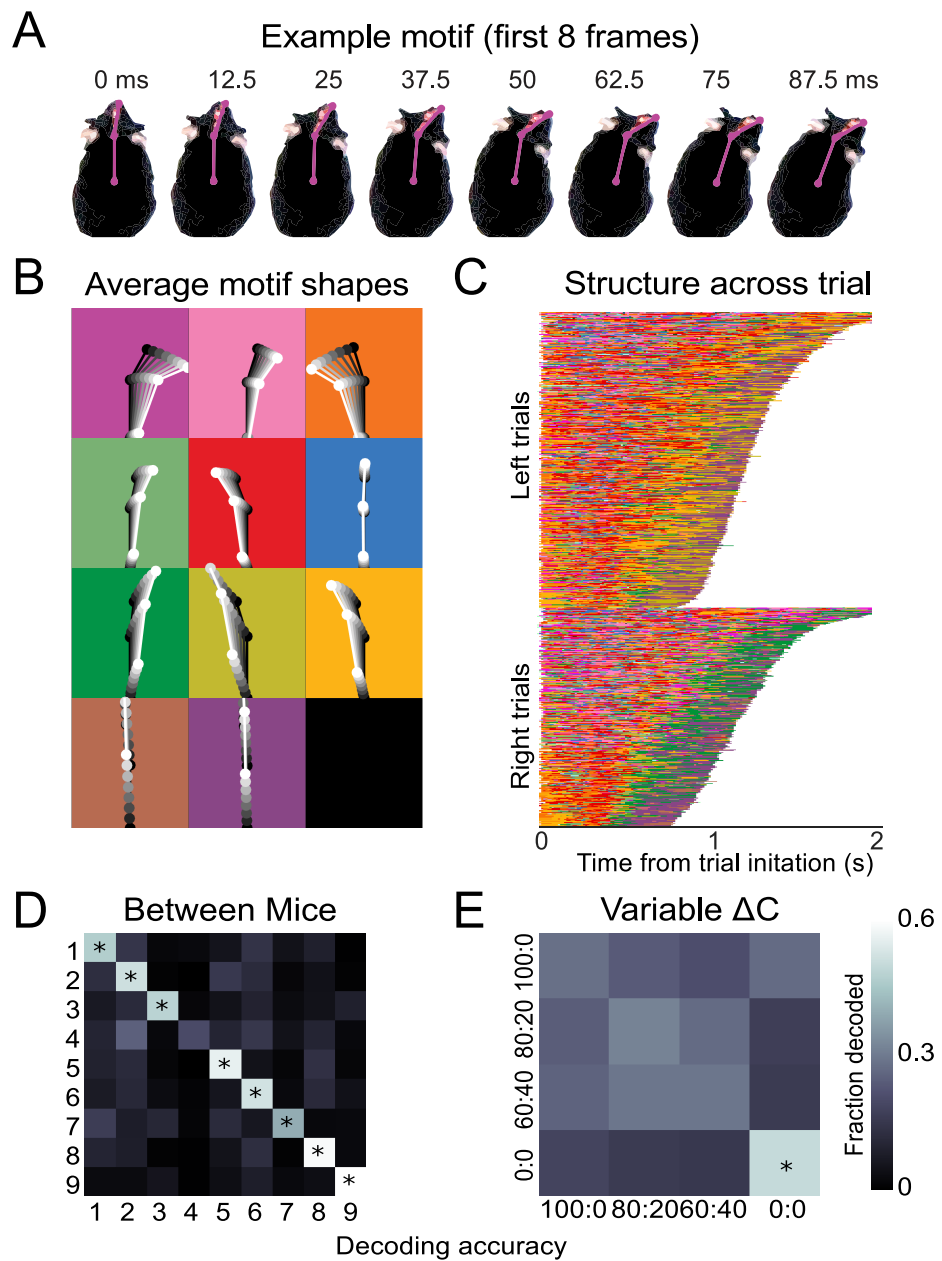 A
Example motif (first 8 frames)
0 ms 12.5 25 37.5 50 62.5 75 87.5 ms
B
Average motif shapes
C
Structure across trial
Left trials
Right trials
0 1 2
Time from trial initation (s)
D
Between Mice
1
2
3
4
5
6
7
8
9
* * * * * * * *
1 2 3 4 5 6 7 8 9
E
Variable ΔC
100:0
80:20
60:40
0:0
*
100:0 80:20 60:40 0:0
0.6
0.3
0
Fraction decoded
Decoding accuracy